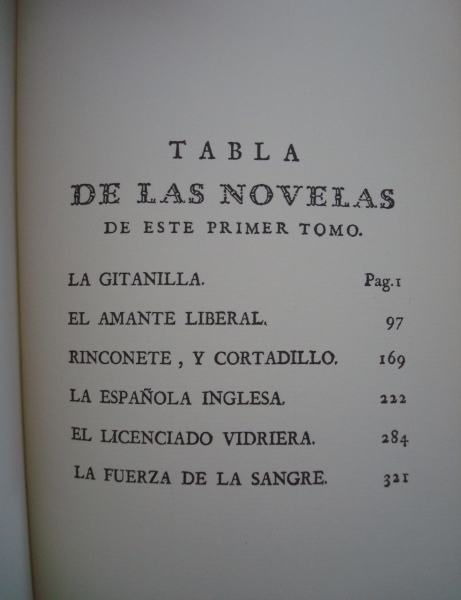 TABLA
DE LAS NOVELAS
DE ESTE PRIMER TOMO.
LA GITANILLA. Pag.1
EL AMANTE LIBERAL. 97
RINCONETE, Y CORTADILLO. 169
LA ESPAÑOLA INGLESA. 222
EL LICENCIADO VIDRIERA. 284
LA FUERZA DE LA SANGRE. 321